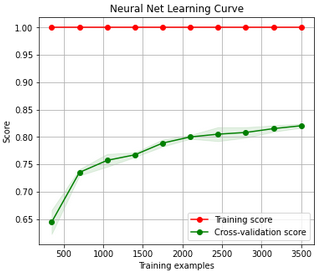 Neural Net Learning Curve
1.00
0.95
0.90
0.85
0.80
0.75
0.70
0.65
Score
Training score
Cross-validation score
500 1000 1500 2000 2500 3000 3500
Training examples